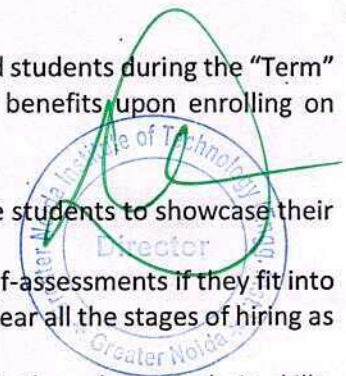 d students during the “Term”
benefits upon enrolling on
e students to showcase their
f-assessments if they fit into
ear all the stages of hiring as
Institute of Technology
Director
Greater Noida